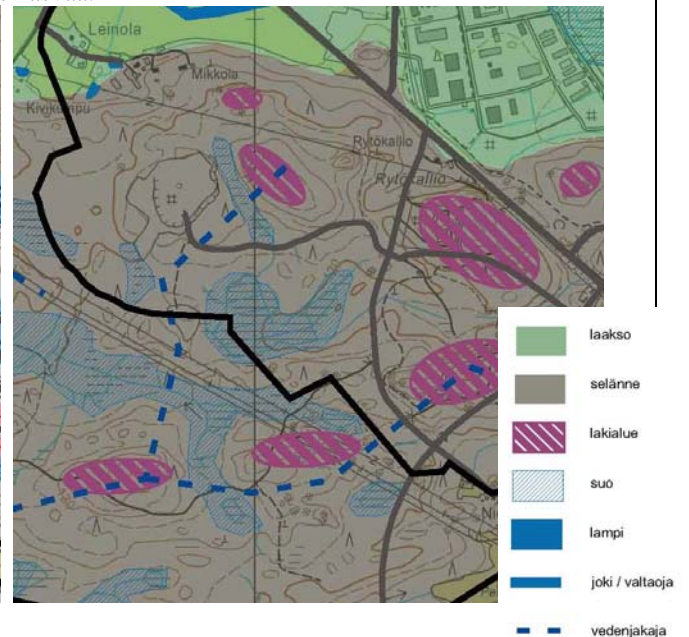 Leinola
Mikkola
Kivikumpu
Rytökallio
Rytökallio
laakso
selänne
lakialue
suo
lampi
joki / valtaoja
vedenjakaja